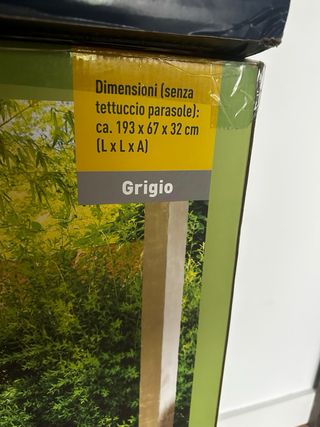 Dimensioni (senza
tettuccio parasole):
ca. 193 x 67 x 32 cm
(L x L x A)
Grigio